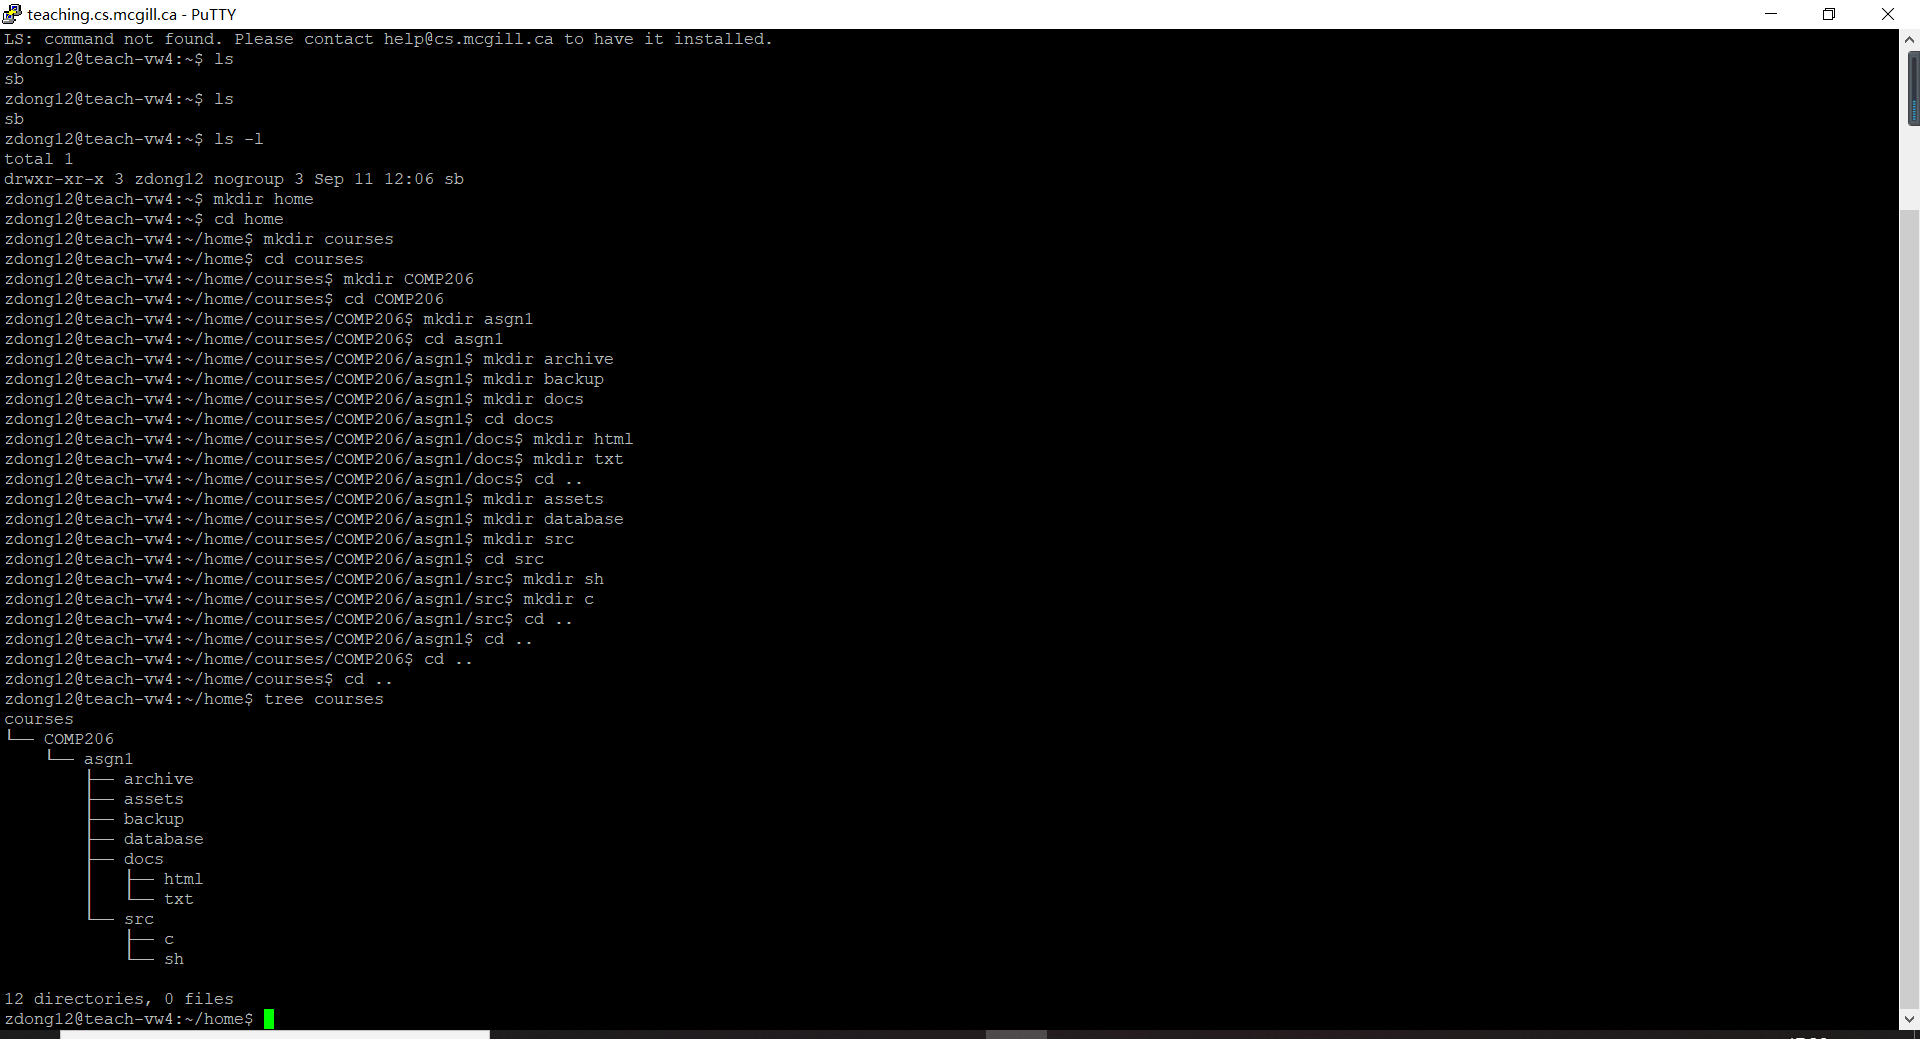 teaching.cs.mcgill.ca - PuTTY
LS: command not found. Please contact help@cs.mcgill.ca to have it installed.
zdong12@teach-vw4:~$ ls
sb
zdong12@teach-vw4:~$ ls
sb
zdong12@teach-vw4:~$ ls -l
total 1
drwxr-xr-x 3 zdong12 nogroup 3 Sep 11 12:06 sb
zdong12@teach-vw4:~$ mkdir home
zdong12@teach-vw4:~$ cd home
zdong12@teach-vw4:~/home$ mkdir courses
zdong12@teach-vw4:~/home$ cd courses
zdong12@teach-vw4:~/home/courses$ mkdir COMP206
zdong12@teach-vw4:~/home/courses$ cd COMP206
zdong12@teach-vw4:~/home/courses/COMP206$ mkdir asgn1
zdong12@teach-vw4:~/home/courses/COMP206$ cd asgn1
zdong12@teach-vw4:~/home/courses/COMP206/asgn1$ mkdir archive
zdong12@teach-vw4:~/home/courses/COMP206/asgn1$ mkdir backup
zdong12@teach-vw4:~/home/courses/COMP206/asgn1$ mkdir docs
zdong12@teach-vw4:~/home/courses/COMP206/asgn1$ cd docs
zdong12@teach-vw4:~/home/courses/COMP206/asgn1/docs$ mkdir html
zdong12@teach-vw4:~/home/courses/COMP206/asgn1/docs$ mkdir txt
zdong12@teach-vw4:~/home/courses/COMP206/asgn1/docs$ cd ..
zdong12@teach-vw4:~/home/courses/COMP206/asgn1$ mkdir assets
zdong12@teach-vw4:~/home/courses/COMP206/asgn1$ mkdir database
zdong12@teach-vw4:~/home/courses/COMP206/asgn1$ mkdir src
zdong12@teach-vw4:~/home/courses/COMP206/asgn1$ cd src
zdong12@teach-vw4:~/home/courses/COMP206/asgn1/src$ mkdir sh
zdong12@teach-vw4:~/home/courses/COMP206/asgn1/src$ mkdir c
zdong12@teach-vw4:~/home/courses/COMP206/asgn1/src$ cd ..
zdong12@teach-vw4:~/home/courses/COMP206/asgn1$ cd ..
zdong12@teach-vw4:~/home/courses/COMP206$ cd ..
zdong12@teach-vw4:~/home/courses$ cd ..
zdong12@teach-vw4:~/home$ tree courses
courses
└── COMP206
    └── asgn1
        ├── archive
        ├── assets
        ├── backup
        ├── database
        ├── docs
        │   ├── html
        │   └── txt
        └── src
            ├── c
            └── sh
12 directories, 0 files
zdong12@teach-vw4:~/home$